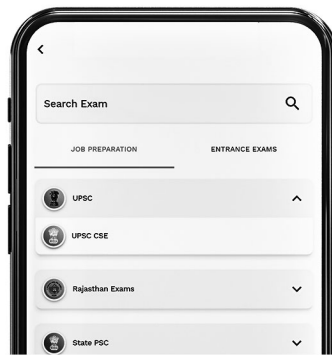 Search Exam
JOB PREPARATION ENTRANCE EXAMS
UPSC
UPSC CSE
Rajasthan Exams
State PSC